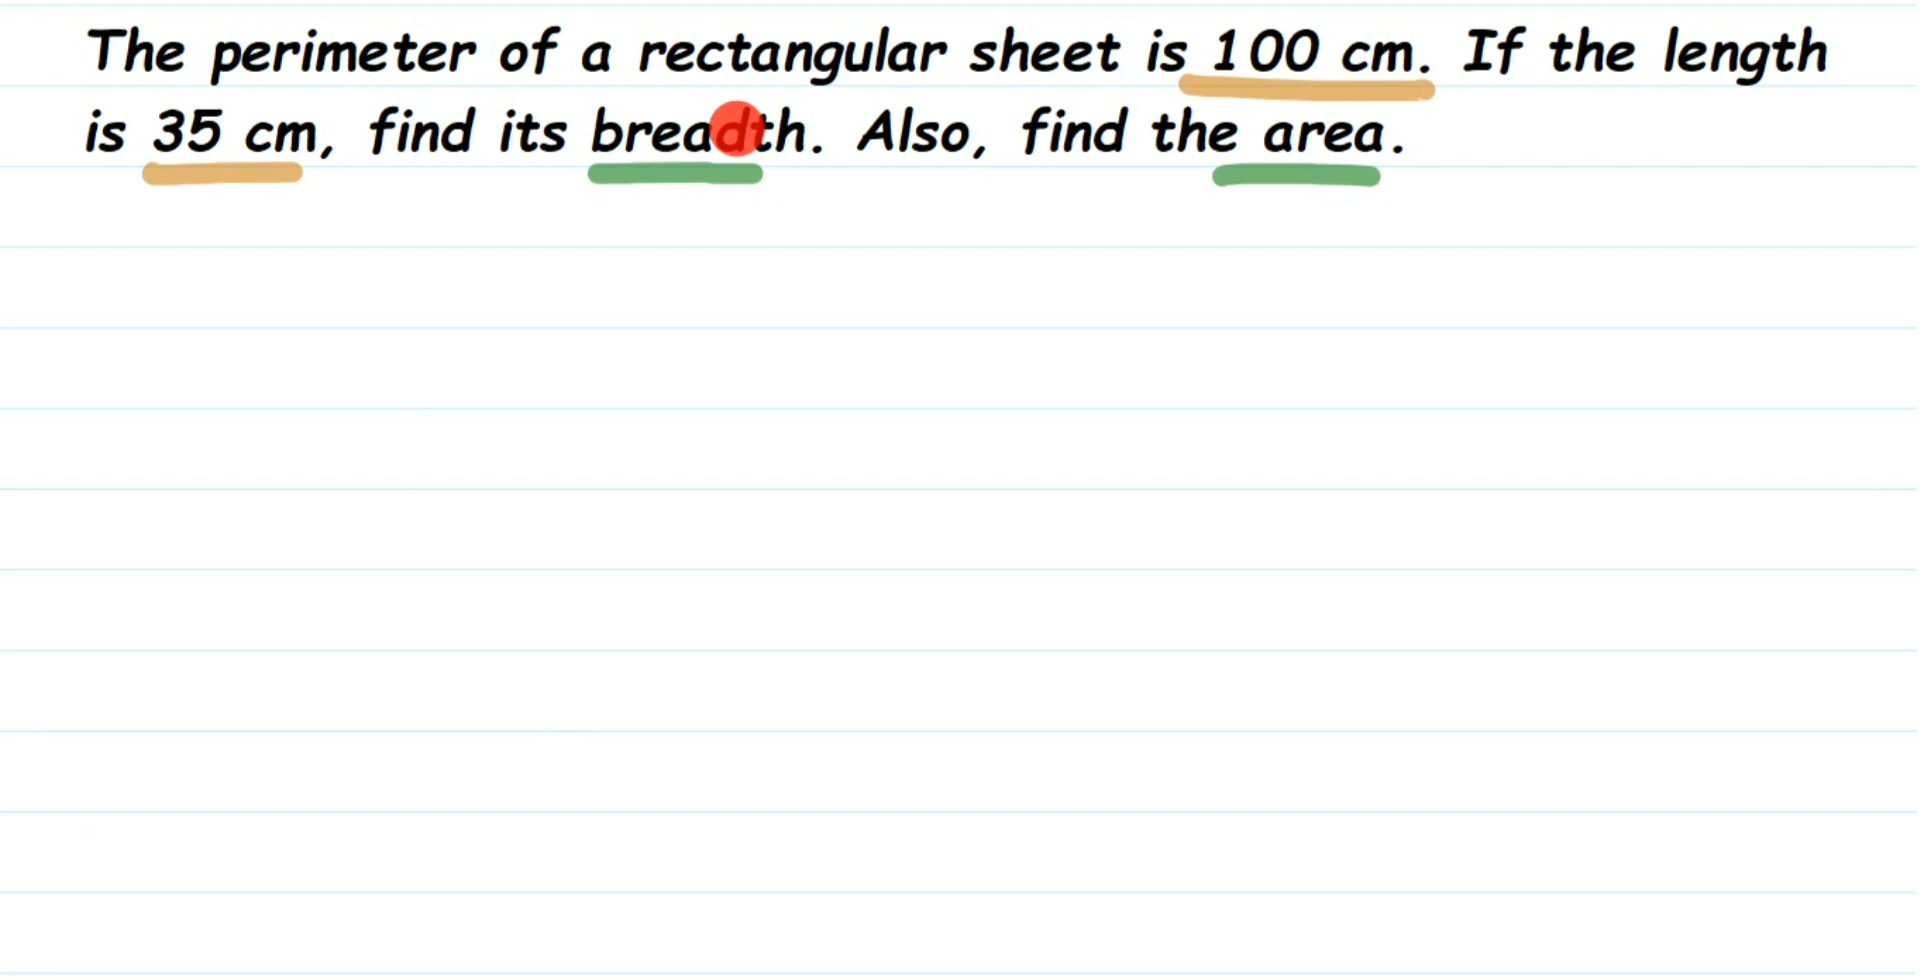 The perimeter of a rectangular sheet is 100 cm. If the length
is 35 cm, find its breadth. Also, find the area.